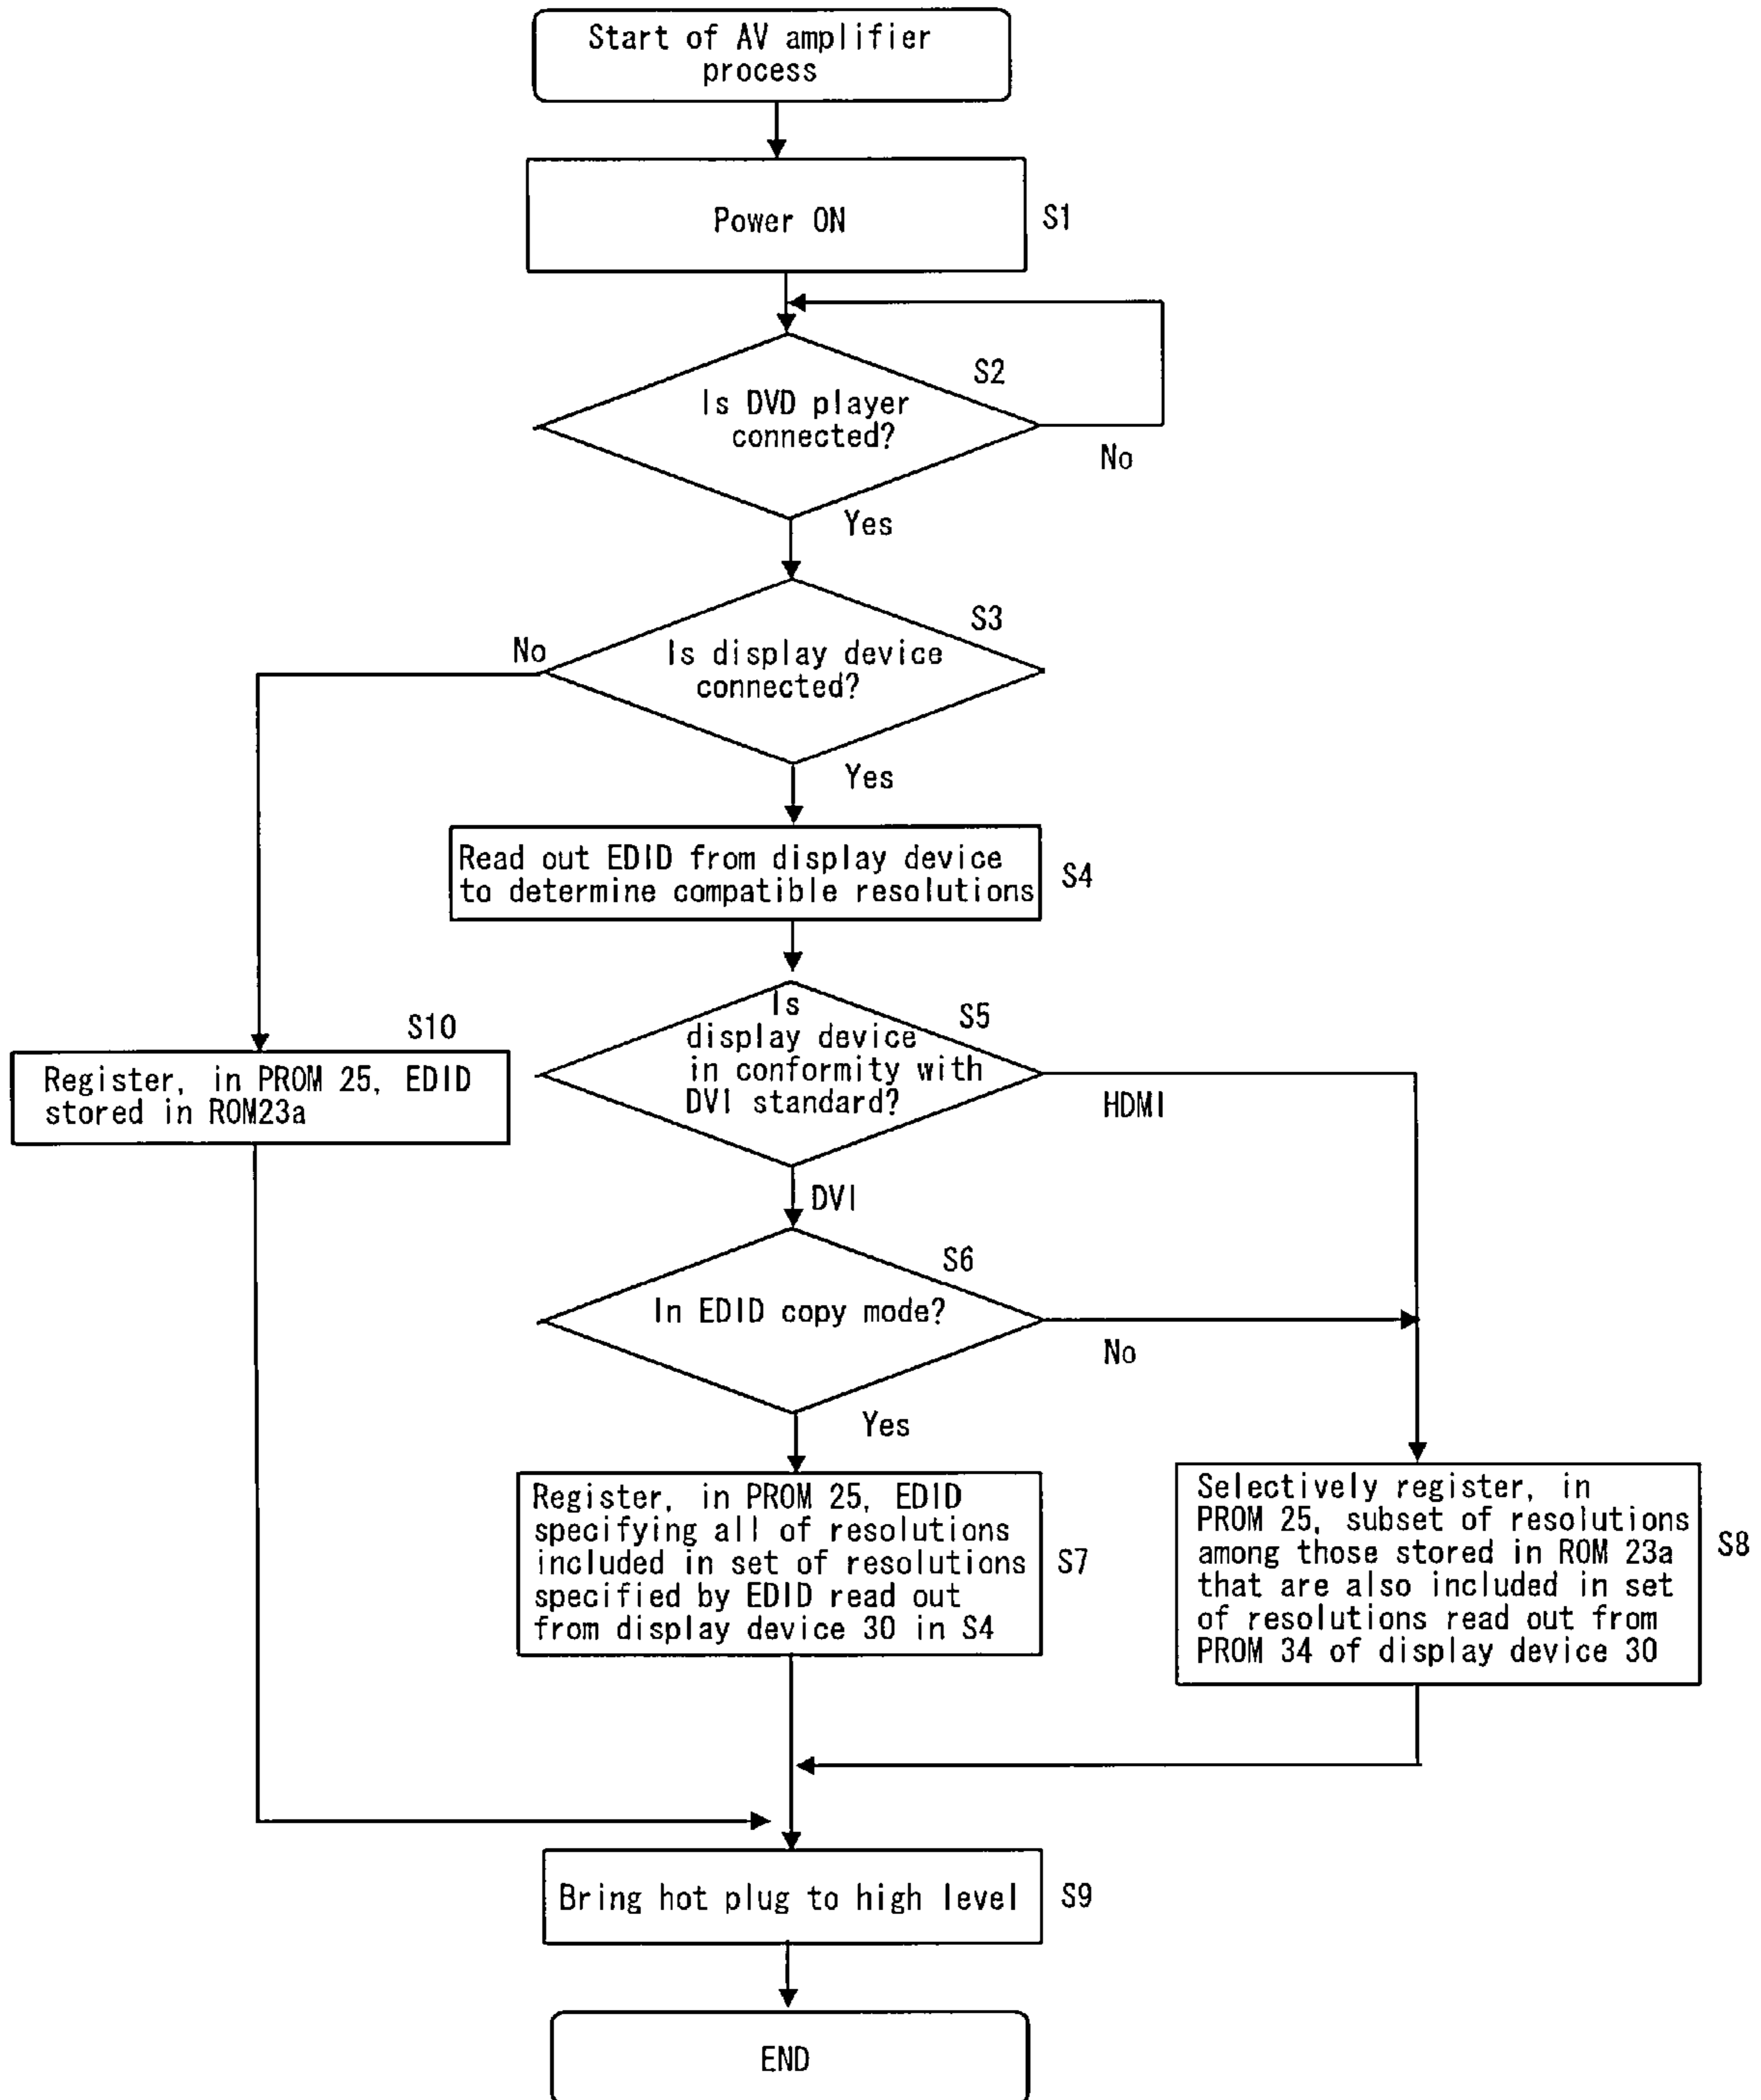 Start of AV amplifier
process
Power ON
S1
S2
Is DVD player
connected?
No
Yes
S3
No
Is display device
connected?
Yes
Read out EDID from display device
to determine compatible resolutions
S4
S10
Register, in PROM 25, EDID
stored in ROM23a
Is
display device
in conformity with
DVI standard?
S5
HDMI
DVI
S6
In EDID copy mode?
No
Yes
Register, in PROM 25, EDID
specifying all of resolutions
included in set of resolutions
specified by EDID read out
from display device 30 in S4
S7
Selectively register, in
PROM 25, subset of resolutions
among those stored in ROM 23a
that are also included in set
of resolutions read out from
PROM 34 of display device 30
S8
Bring hot plug to high level
S9
END